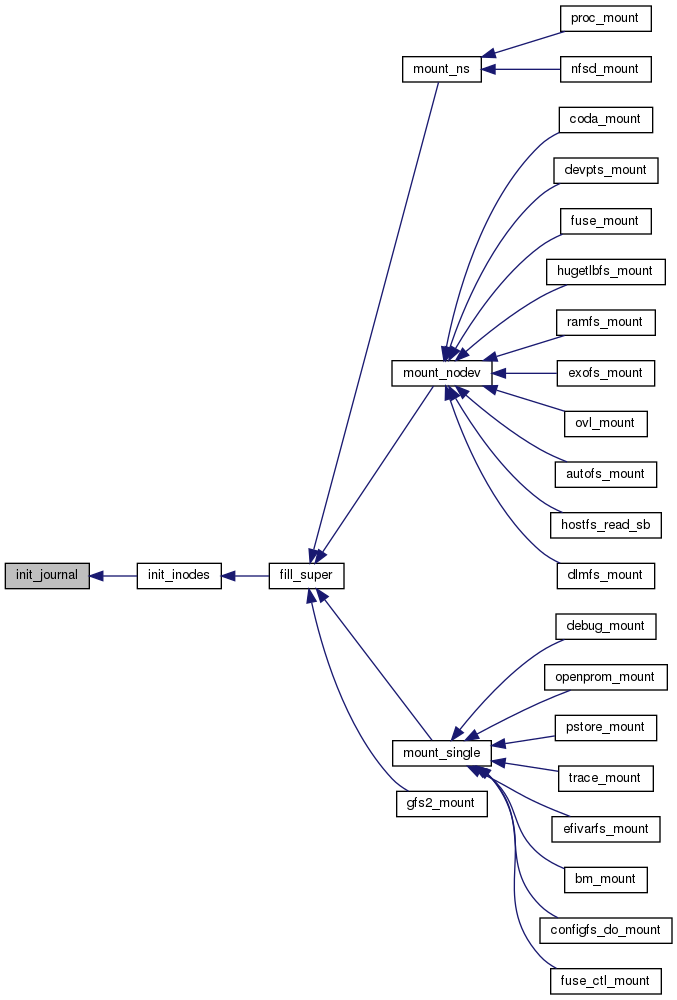 proc_mount
mount_ns
nfsd_mount
coda_mount
devpts_mount
fuse_mount
hugetlbfs_mount
ramfs_mount
mount_nodev
exofs_mount
ovl_mount
autofs_mount
hostfs_read_sb
init_journal
init_inodes
fill_super
dlmfs_mount
debug_mount
openprom_mount
pstore_mount
mount_single
trace_mount
gfs2_mount
efivarfs_mount
bm_mount
configfs_do_mount
fuse_ctl_mount